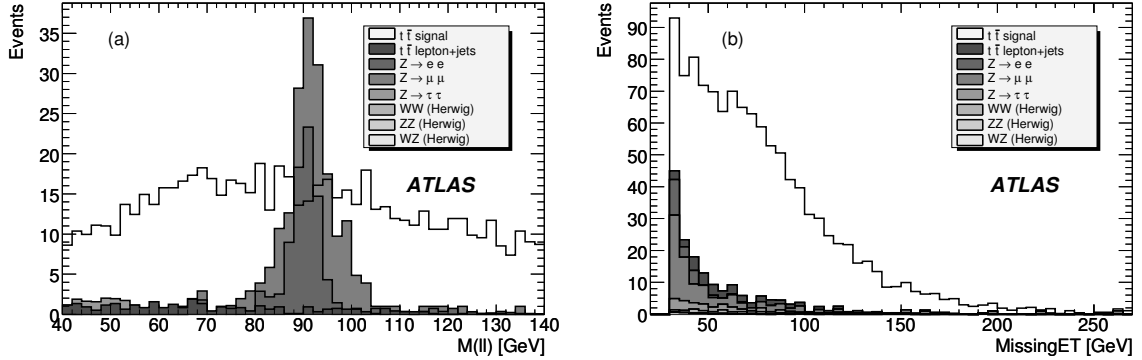 Events
35
30
25
20
15
10
5
0
(a)
t t̄ signal
t t̄ lepton+jets
Z → e e
Z → μ μ
Z → τ τ
WW (Herwig)
ZZ (Herwig)
WZ (Herwig)
ATLAS
40 50 60 70 80 90 100 110 120 130 140
M(ll) [GeV]
Events
90
80
70
60
50
40
30
20
10
0
(b)
t t̄ signal
t t̄ lepton+jets
Z → e e
Z → μ μ
Z → τ τ
WW (Herwig)
ZZ (Herwig)
WZ (Herwig)
ATLAS
50 100 150 200 250
MissingET [GeV]